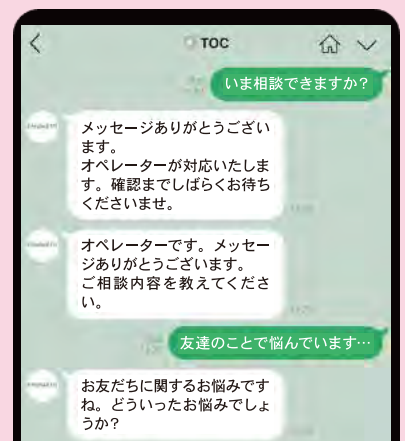 TOC
いま相談できますか?
メッセージありがとうござい
ます。
オペレーターが対応いたしま
す。確認までしばらくお待ち
くださいませ。
オペレーターです。メッセー
ジありがとうございます。
ご相談内容を教えてくださ
い。
友達のことで悩んでいます…
お友だちに関するお悩みです
ね。どういったお悩みでしょ
うか?